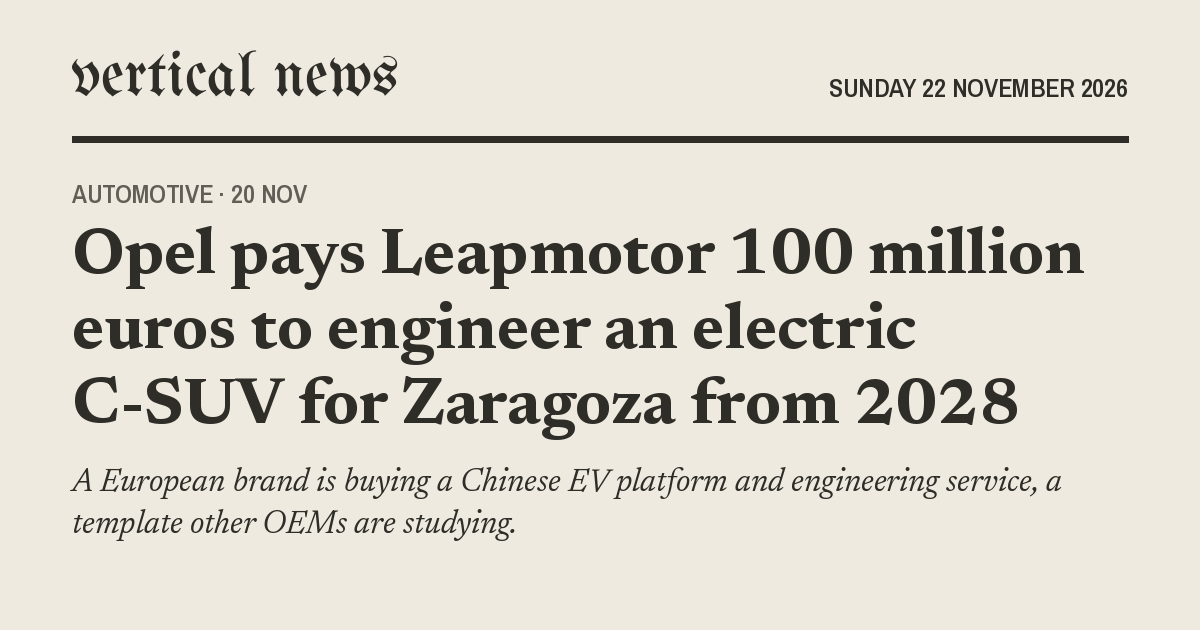 vertical news
SUNDAY 22 NOVEMBER 2026
AUTOMOTIVE · 20 NOV
Opel pays Leapmotor 100 million
euros to engineer an electric
C-SUV for Zaragoza from 2028
A European brand is buying a Chinese EV platform and engineering service, a
template other OEMs are studying.